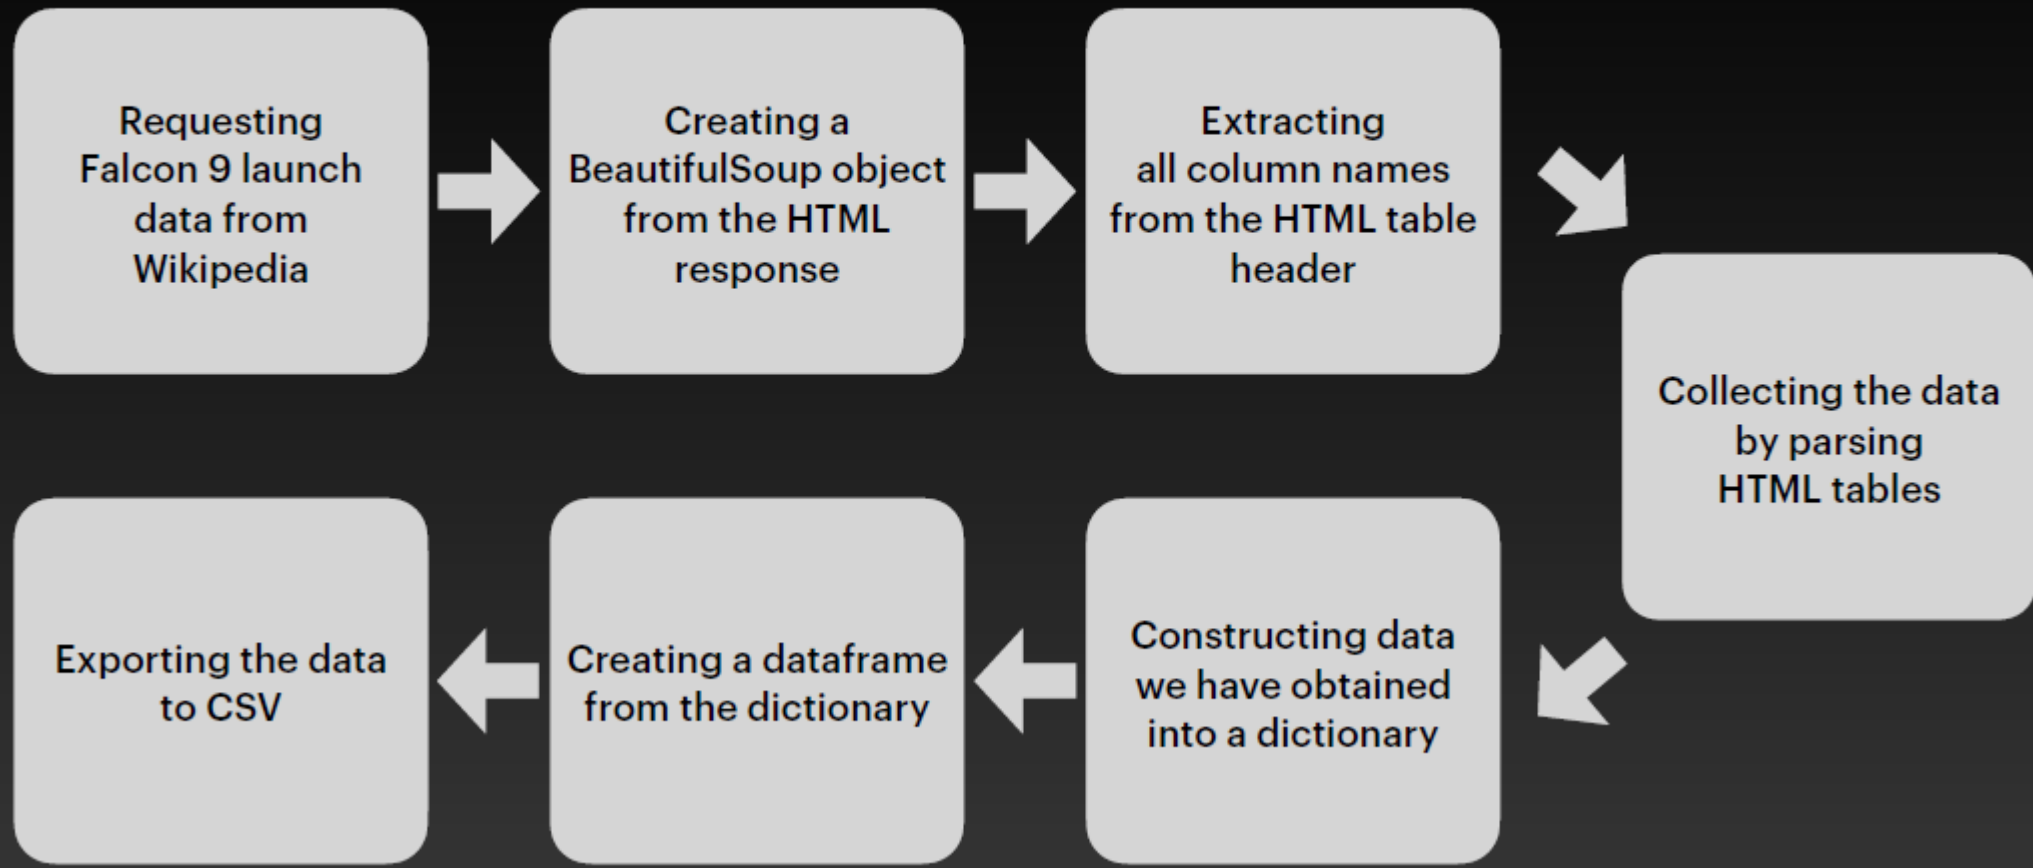 Requesting
Falcon 9 launch
data from
Wikipedia
Creating a
BeautifulSoup object
from the HTML
response
Extracting
all column names
from the HTML table
header
Collecting the data
by parsing
HTML tables
Constructing data
we have obtained
into a dictionary
Creating a dataframe
from the dictionary
Exporting the data
to CSV